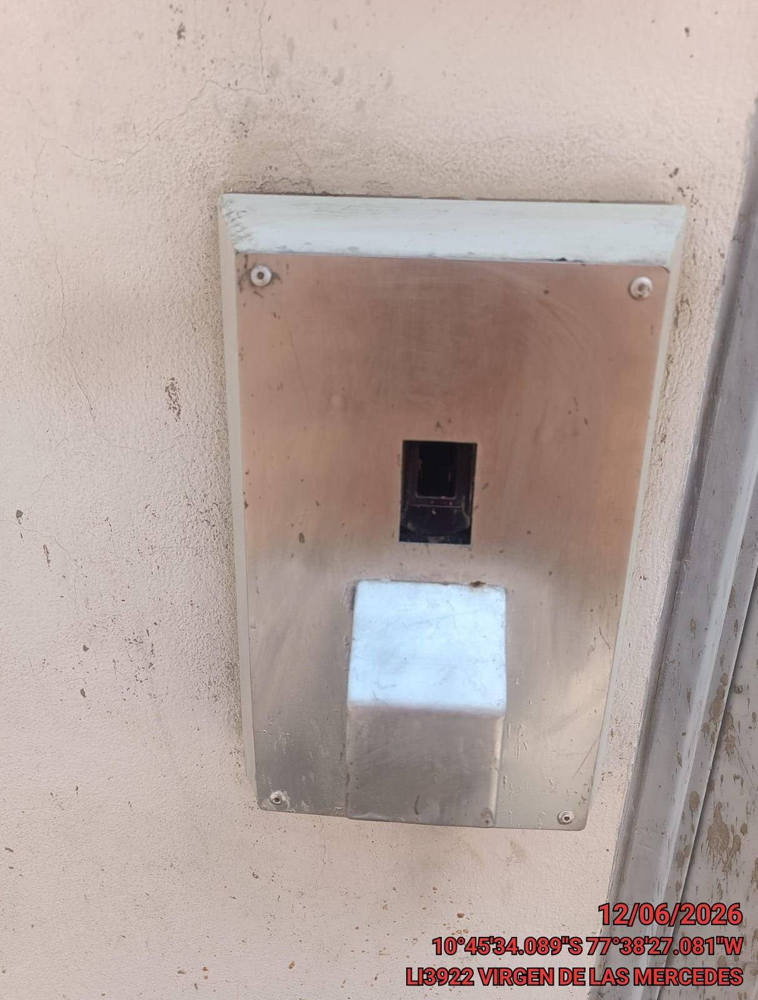 12/06/2026
10°45'34.089"S 77°38'27.081"W
LI3922 VIRGEN DE LAS MERCEDES